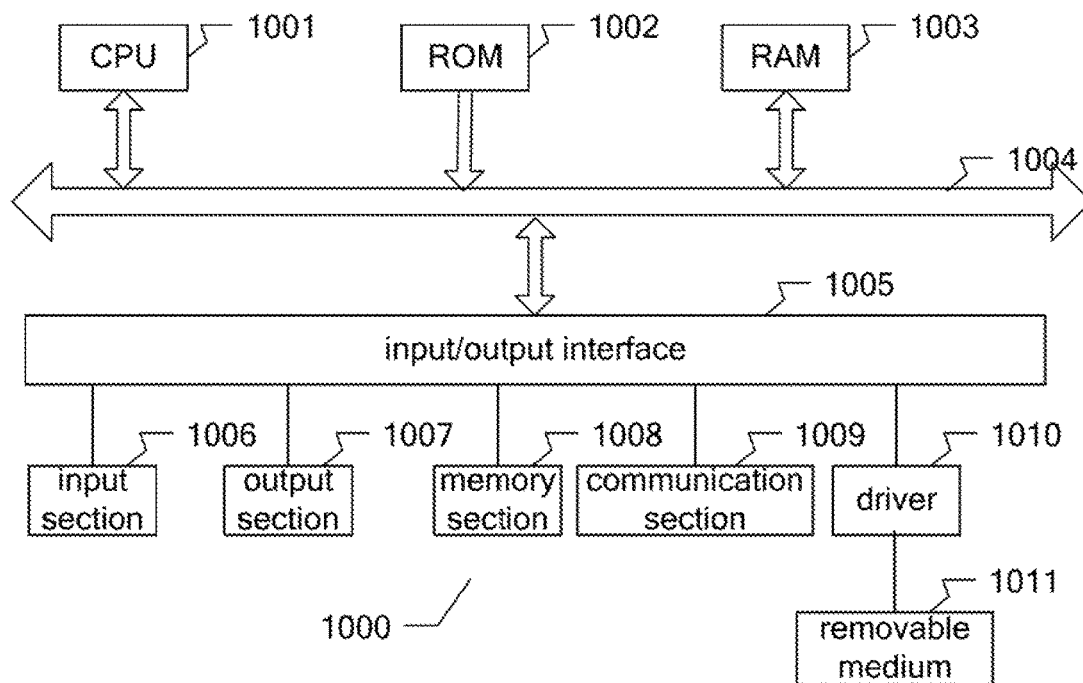 1001
1002
1003
CPU
ROM
RAM
1004
1005
input/output interface
1006
1007
1008
1009
1010
input
section
output
section
memory
section
communication
section
driver
1011
1000
removable
medium